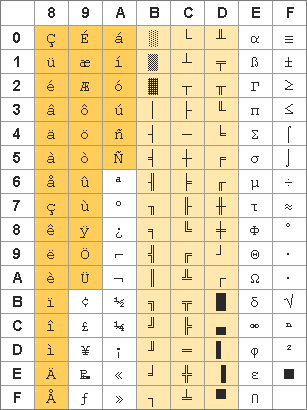 8 9 A B C D E F
0 Ç É á ░ └ ╨ α ≡
1 ü æ í ▒ ┴ ╤ ß ±
2 é Æ ó ▓ ┬ ╥ Γ ≥
3 â ô ú │ ├ ╙ π ≤
4 ä ö ñ ┤ ─ ╘ Σ ⌠
5 à ò Ñ ╡ ┼ ╒ σ ⌡
6 å û ª ╢ ╞ ╓ µ ÷
7 ç ù º ╖ ╟ ╫ τ ≈
8 ê ÿ ¿ ╕ ╚ ╪ Φ °
9 ë Ö ⌐ ╣ ╔ ┘ Θ ∙
A è Ü ¬ ║ ╩ ┌ Ω ·
B ï ¢ ½ ╗ ╦ █ δ √
C î £ ¼ ╝ ╠ ▄ ∞ ⁿ
D ì ¥ ¡ ╜ ═ ▌ φ ²
E Ä ₧ « ╛ ╬ ▐ ε ■
F Å ƒ » ┐ ╧ ▀ ∩